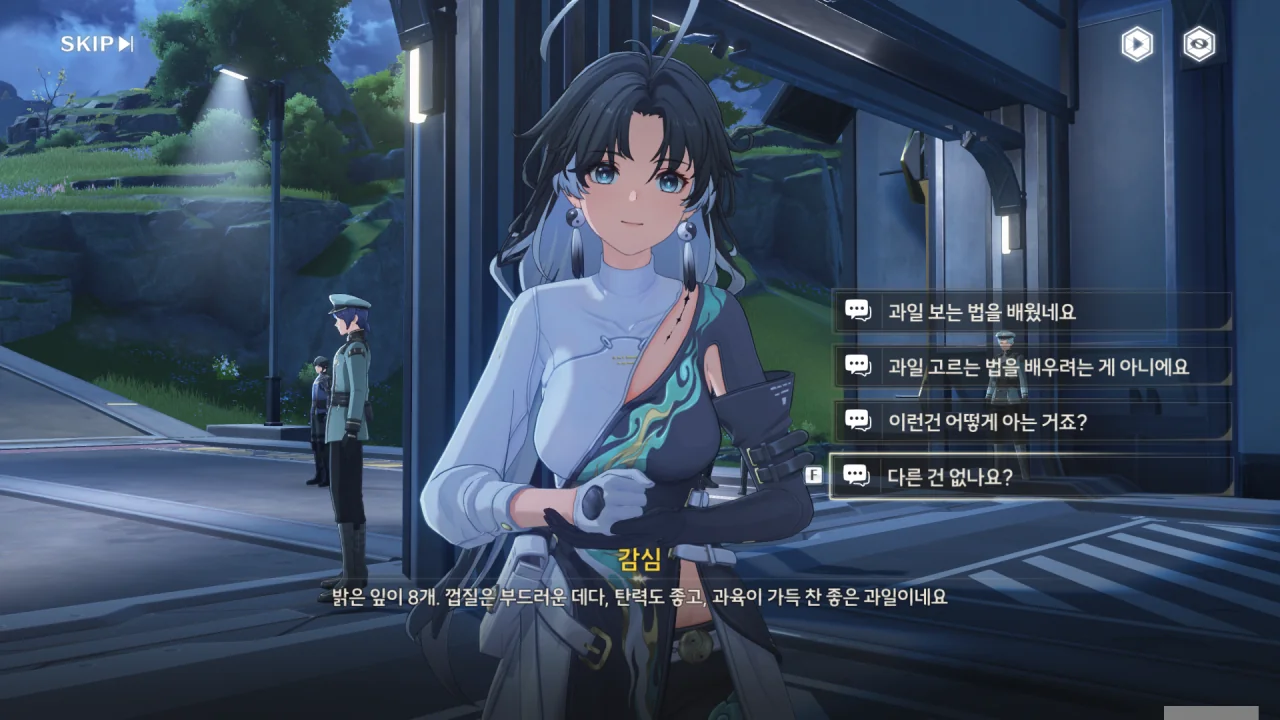 SKIP
과일 보는 법을 배웠네요
과일 고르는 법을 배우려는 게 아니에요
이런건 어떻게 아는 거죠?
F
다른 건 없나요?
감심
밝은 잎이 8개. 껍질은 부드러운 데다, 탄력도 좋고, 과육이 가득 찬 좋은 과일이네요